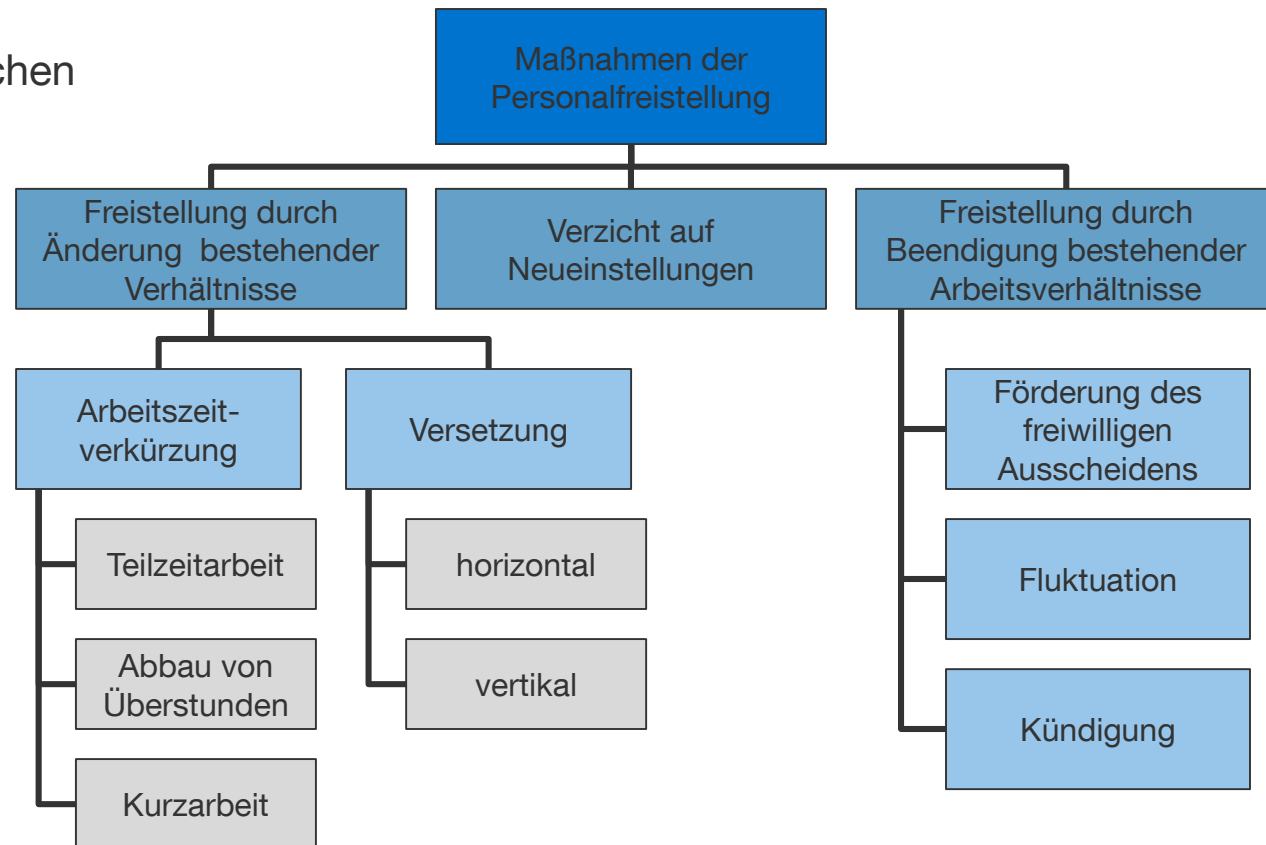 chen
Maßnahmen der
Personalfreistellung
Freistellung durch
Änderung bestehender
Verhältnisse
Verzicht auf
Neueinstellungen
Freistellung durch
Beendigung bestehender
Arbeitsverhältnisse
Arbeitszeit-
verkürzung
Versetzung
Förderung des
freiwilligen
Ausscheidens
Teilzeitarbeit
horizontal
Fluktuation
Abbau von
Überstunden
vertikal
Kündigung
Kurzarbeit